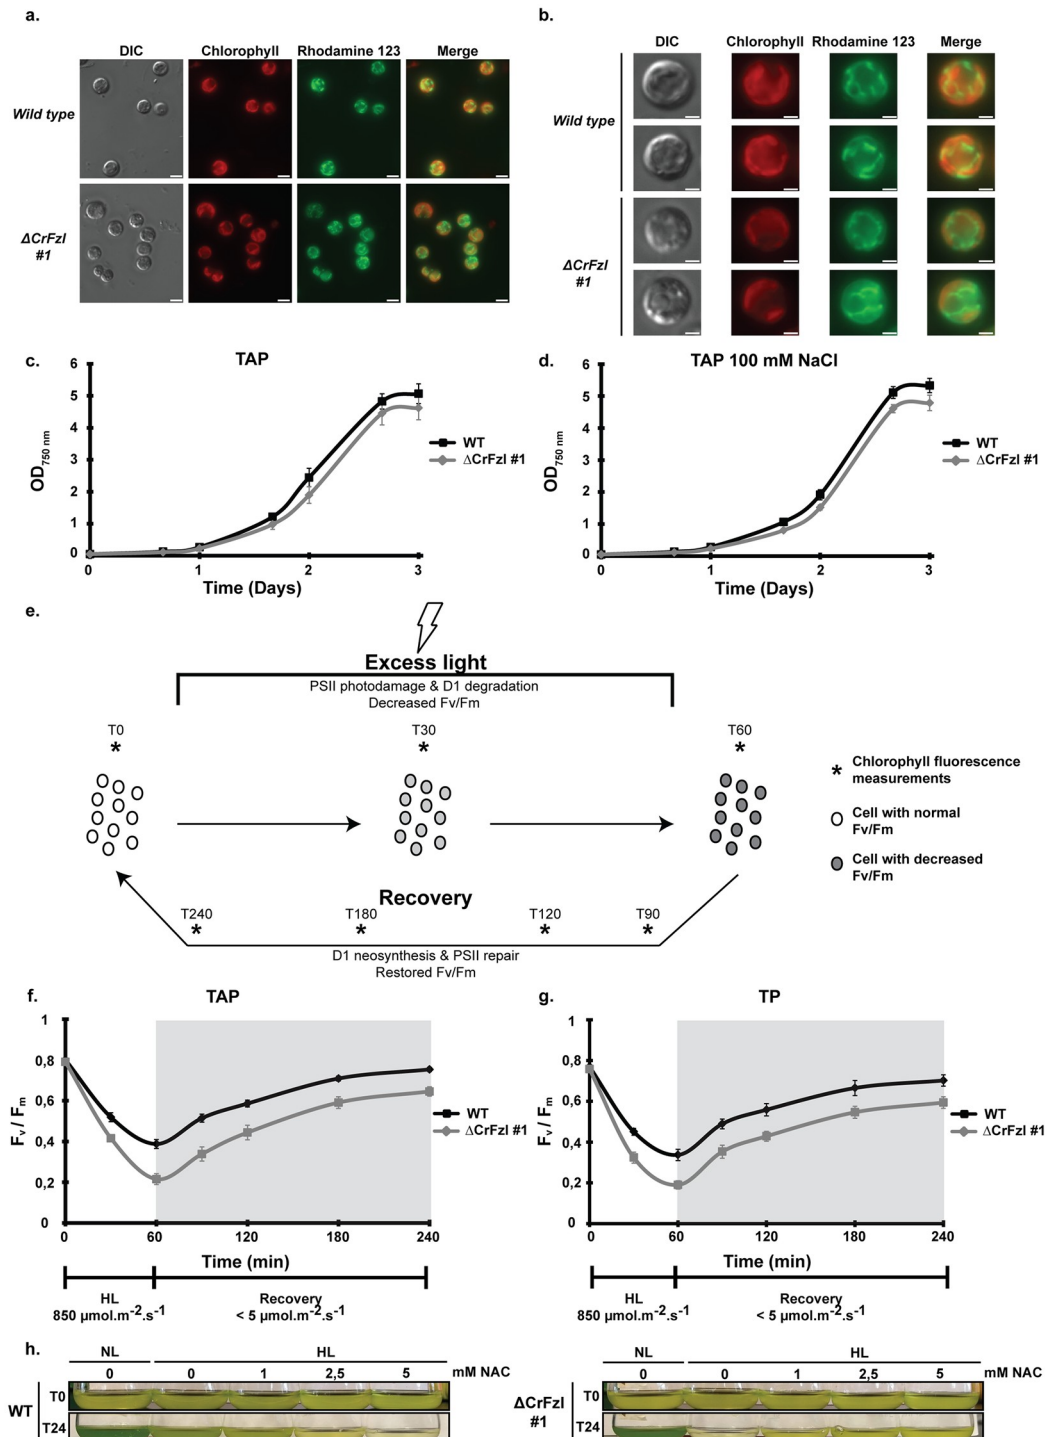 a.
DIC Chlorophyll Rhodamine 123 Merge
Wild type
ΔCrFzl
#1
b.
DIC Chlorophyll Rhodamine 123 Merge
Wild type
ΔCrFzl
#1
c.
TAP
OD750 nm
6
5
4
3
2
1
0
0 1 2 3
Time (Days)
WT
ΔCrFzl #1
d.
TAP 100 mM NaCl
OD750 nm
6
5
4
3
2
1
0
0 1 2 3
Time (Days)
WT
ΔCrFzl #1
e.
Excess light
PSII photodamage & D1 degradation
Decreased Fv/Fm
T0 T30 T60
* * *
* Chlorophyll fluorescence
measurements
Cell with normal
Fv/Fm
Cell with decreased
Fv/Fm
Recovery
T240 T180 T120 T90
* * * *
D1 neosynthesis & PSII repair
Restored Fv/Fm
f.
TAP
Fv / Fm
1
0,8
0,6
0,4
0,2
0
0 60 120 180 240
Time (min)
WT
ΔCrFzl #1
HL Recovery
850 µmol.m-2.s-1 < 5 µmol.m-2.s-1
g.
TP
Fv / Fm
1
0,8
0,6
0,4
0,2
0
0 60 120 180 240
Time (min)
WT
ΔCrFzl #1
HL Recovery
850 µmol.m-2.s-1 < 5 µmol.m-2.s-1
h.
NL HL
0 0 1 2,5 5 mM NAC
WT
T0
T24
NL HL
0 0 1 2,5 5 mM NAC
ΔCrFzl
#1
T0
T24